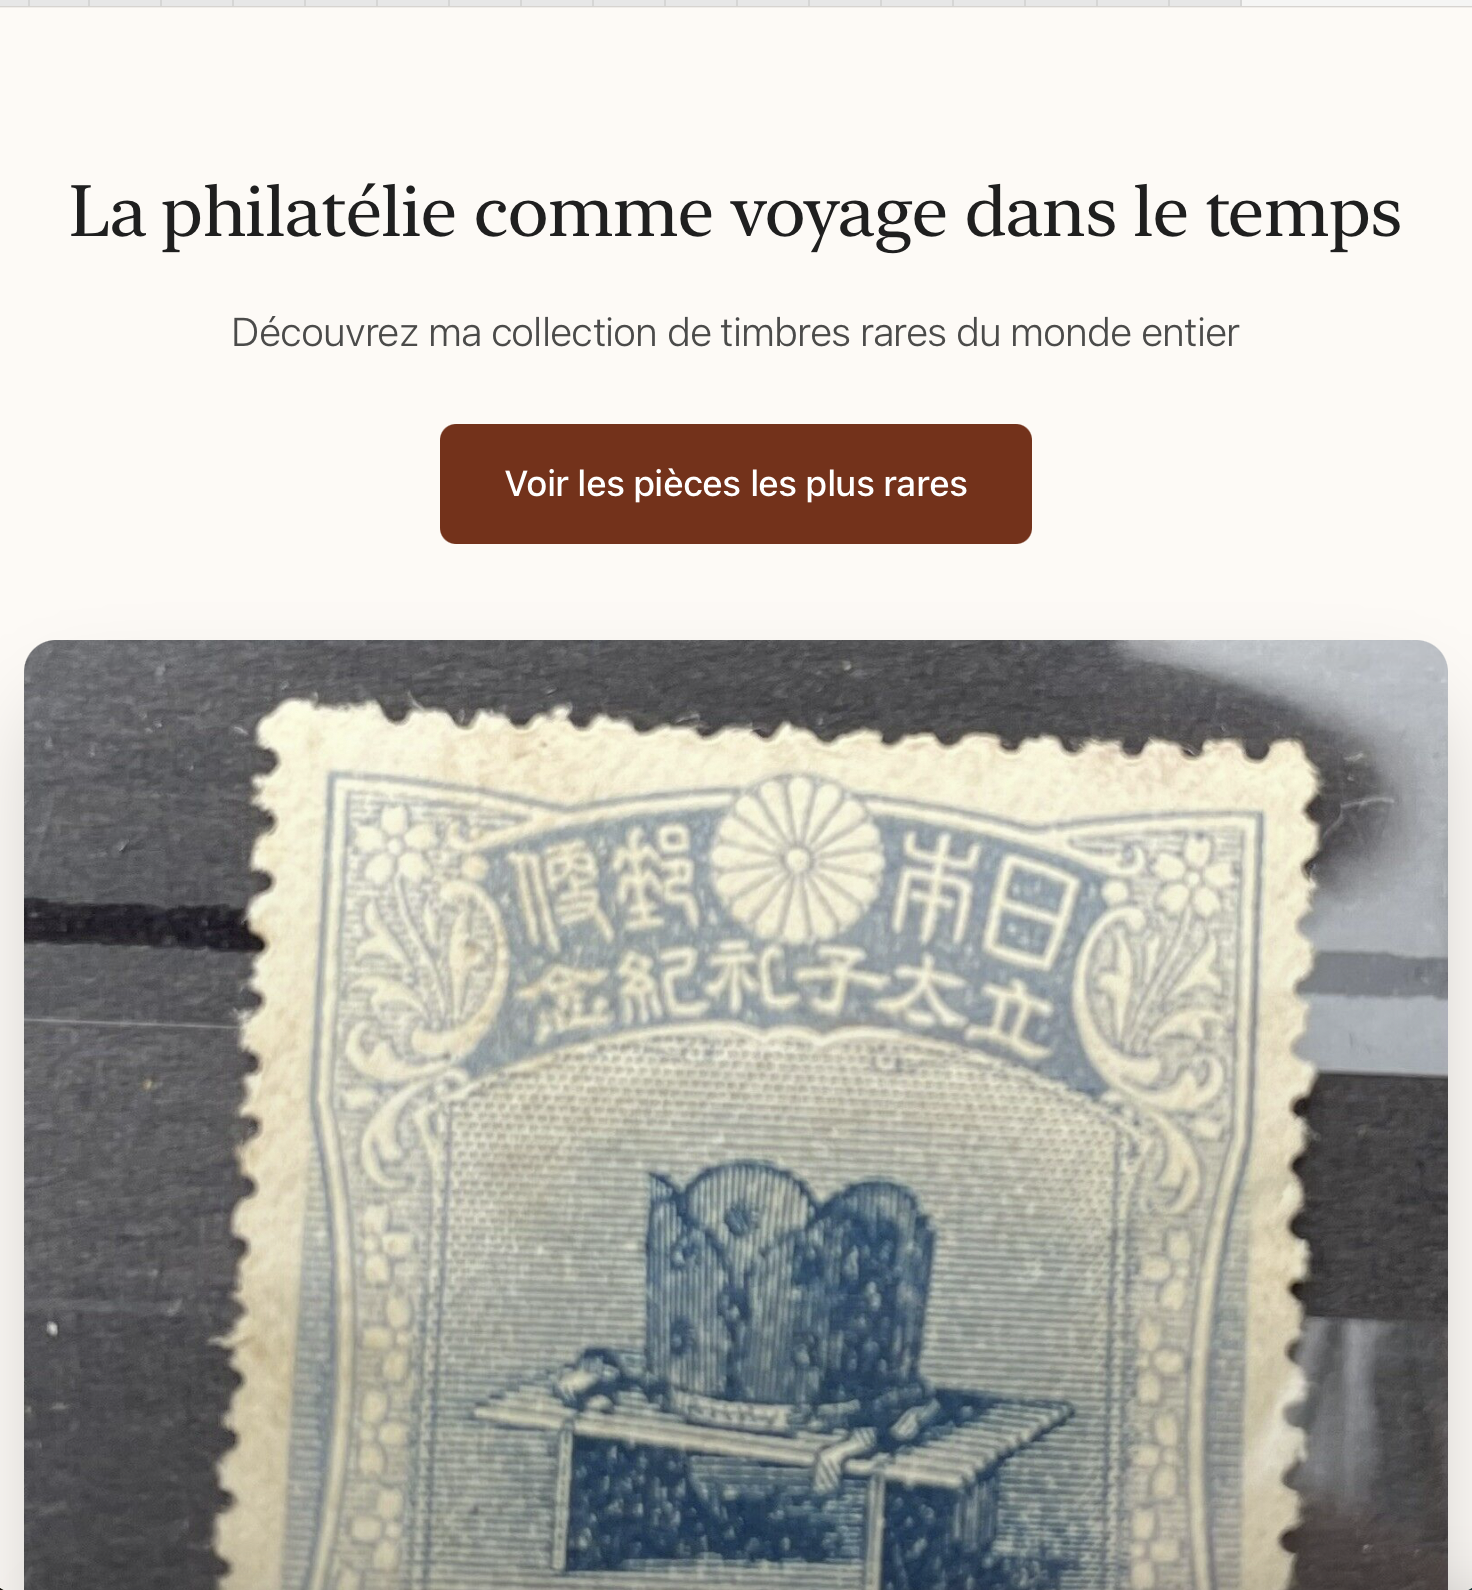 La philatélie comme voyage dans le temps
Découvrez ma collection de timbres rares du monde entier
Voir les pièces les plus rares
便郵本日
念紀礼子太立